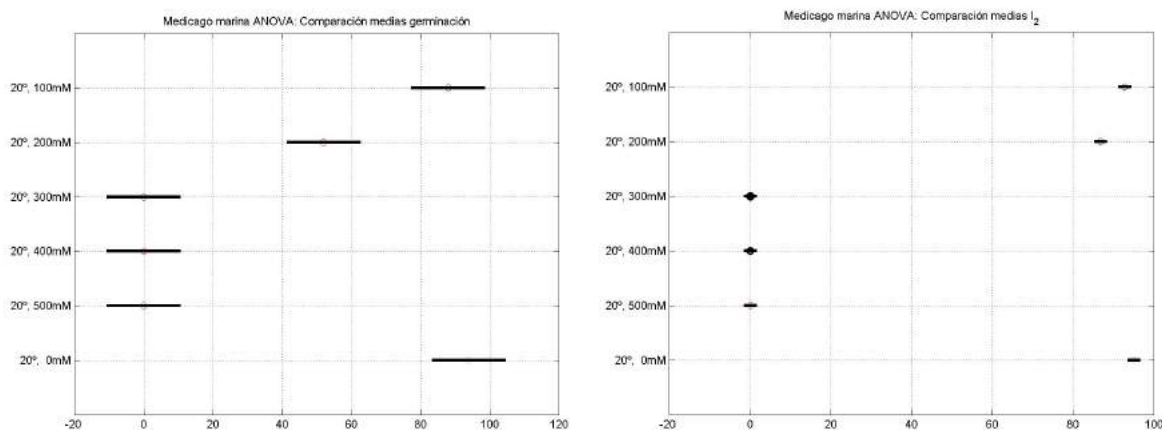 Medicago marina ANOVA: Comparación medias germinación
20º, 100mM
20º, 200mM
20º, 300mM
20º, 400mM
20º, 500mM
20º, 0mM
-20 0 20 40 60 80 100 120
Medicago marina ANOVA: Comparación medias I2
20º, 100mM
20º, 200mM
20º, 300mM
20º, 400mM
20º, 500mM
20º, 0mM
-20 0 20 40 60 80 100